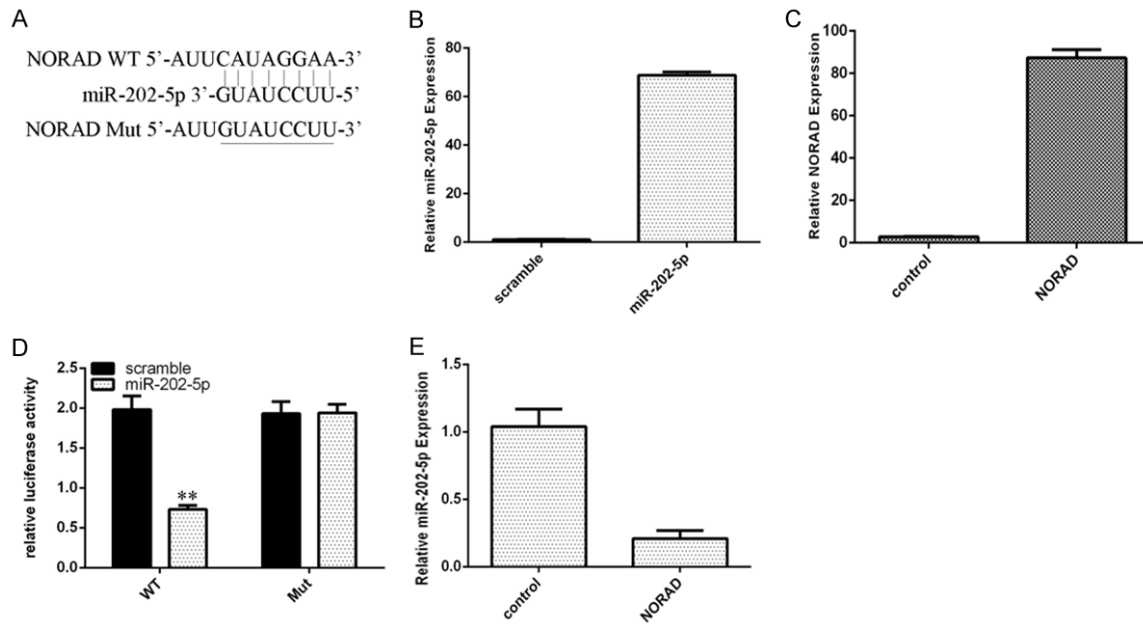 A
NORAD WT 5’-AUUCAUAGGAA-3’
miR-202-5p 3’-GUAUCCUU-5’
NORAD Mut 5’-AUUGUAUCCUU-3’
B
Relative miR-202-5p Expression
80
60
40
20
0
scramble
miR-202-5p
C
Relative NORAD Expression
100
80
60
40
20
0
control
NORAD
D
relative luciferase activity
scramble
miR-202-5p
2.5
2.0
1.5
1.0
0.5
0.0
**
WT
Mut
E
Relative miR-202-5p Expression
1.5
1.0
0.5
0.0
control
NORAD